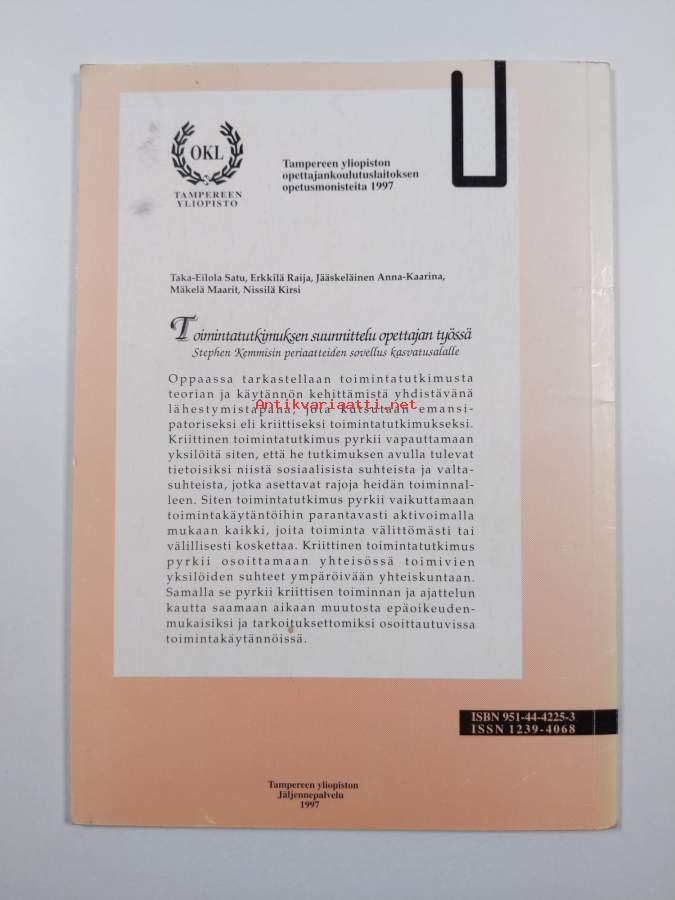 OKL
TAMPEREEN
YLIOPISTO
Tampereen yliopiston
opettajankoulutuslaitoksen
opetusmonisteita 1997
Taka-Eilola Satu, Erkkilä Raija, Jääskeläinen Anna-Kaarina,
Mäkelä Maarit, Nissilä Kirsi
Toimintatutkimuksen suunnittelu opettajan työssä
Stephen Kemmisin periaatteiden sovellus kasvatusalalle
Oppaassa tarkastellaan toimintatutkimusta
teorian ja käytännön kehittämistä yhdistävänä
Antikvariaatti.net
lähestymistapana, jota kutsutaan emansi-
patoriseksi eli kriittiseksi toimintatutkimukseksi.
Kriittinen toimintatutkimus pyrkii vapauttamaan
yksilöitä siten, että he tutkimuksen avulla tulevat
tietoisiksi niistä sosiaalisista suhteista ja valta-
suhteista, jotka asettavat rajoja heidän toiminnal-
leen. Siten toimintatutkimus pyrkii vaikuttamaan
toimintakäytäntöihin parantavasti aktivoimalla
mukaan kaikki, joita toiminta välittömästi tai
välillisesti koskettaa. Kriittinen toimintatutkimus
pyrkii osoittamaan yhteisössä toimivien
yksilöiden suhteet ympäröivään yhteiskuntaan.
Samalla se pyrkii kriittisen toiminnan ja ajattelun
kautta saamaan aikaan muutosta epäoikeuden-
mukaisiksi ja tarkoituksettomiksi osoittautuvissa
toimintakäytännöissä.
ISBN 951-44-4225-3
ISSN 1239-4068
Tampereen yliopiston
Jäljennepalvelu
1997